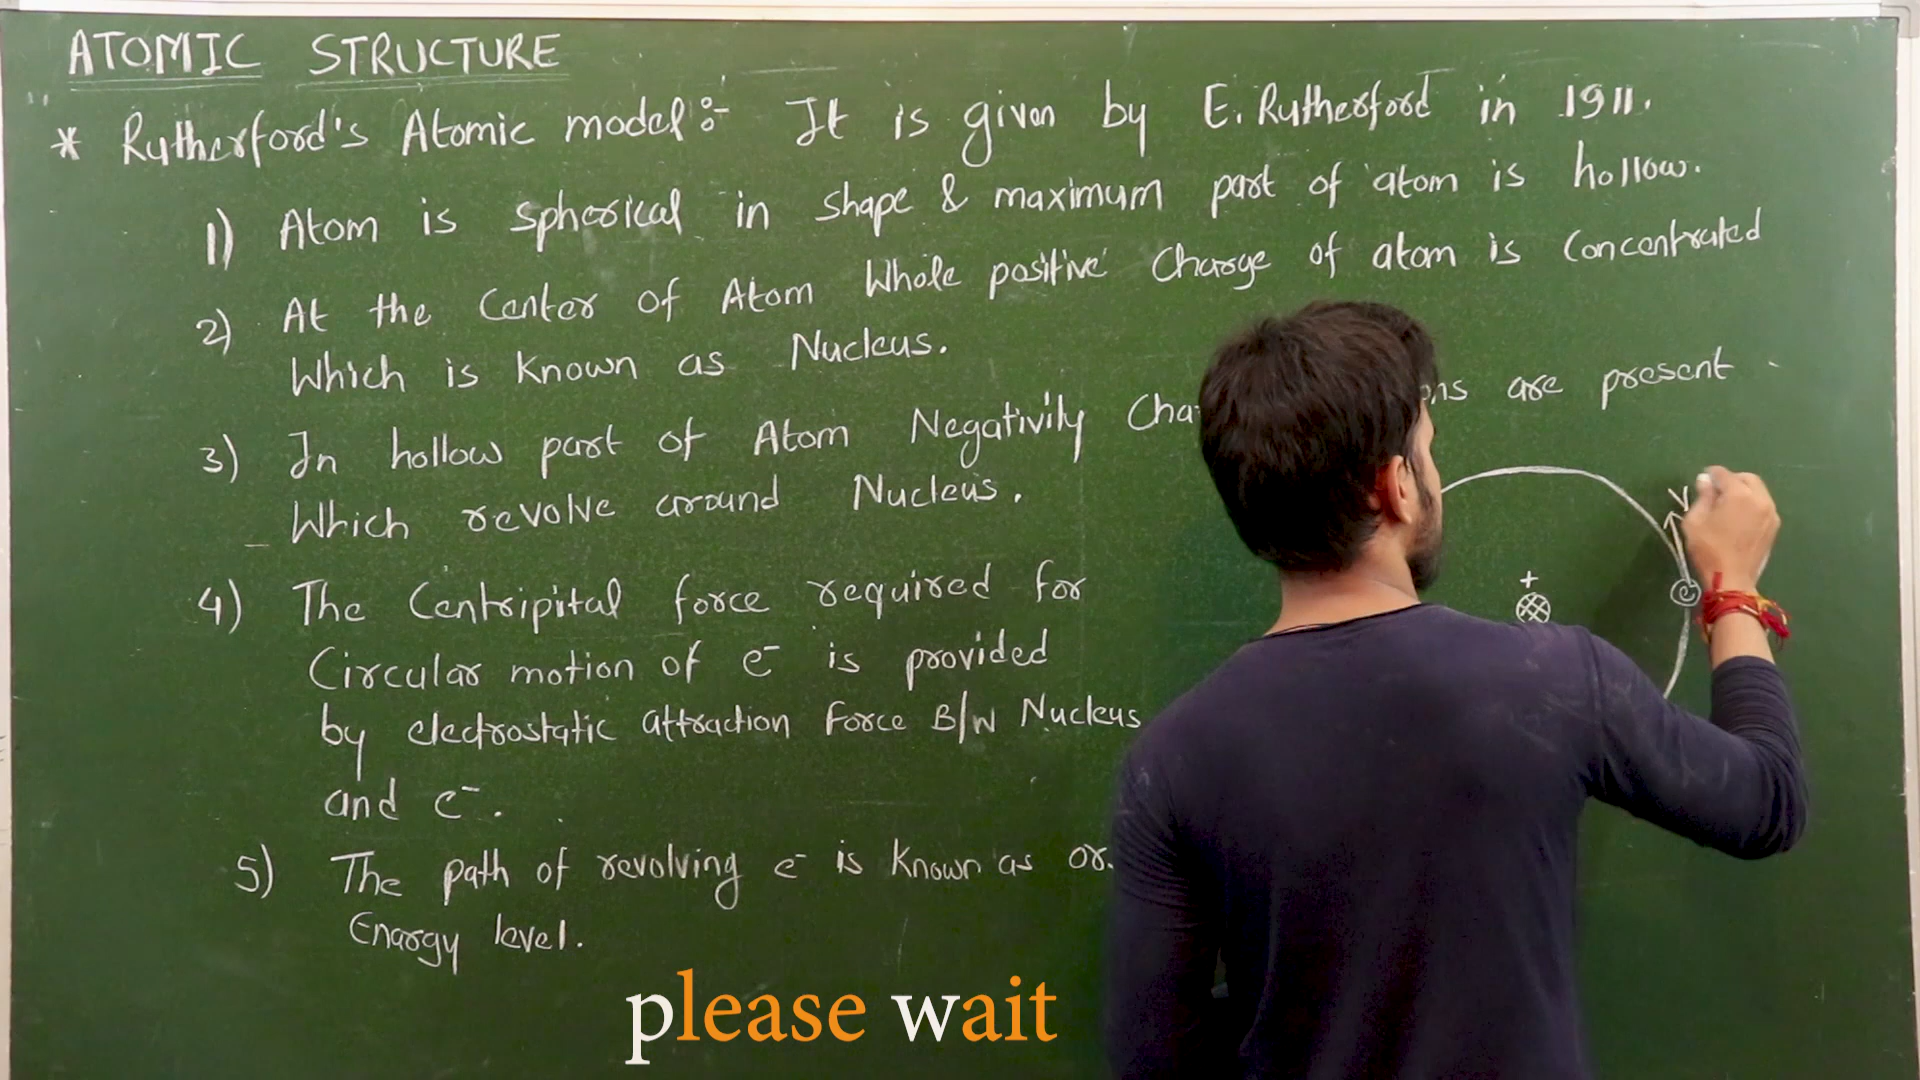 ATOMIC STRUCTURE
* Rutherford's Atomic model:- It is given by E. Rutherford in 1911.
1) Atom is spherical in shape & maximum part of atom is hollow.
2) At the Center of Atom Whole positive Charge of atom is Concentrated
Which is known as Nucleus.
3) In hollow part of Atom Negativily are present
Which revolve around Nucleus.
4) The Centripital force required for
Circular motion of e⁻ is provided
by electrostatic attraction Force B/W Nucleus
and e⁻.
5) The path of revolving e⁻ is known as
Enargy level.
V
+
e⁻
please wait